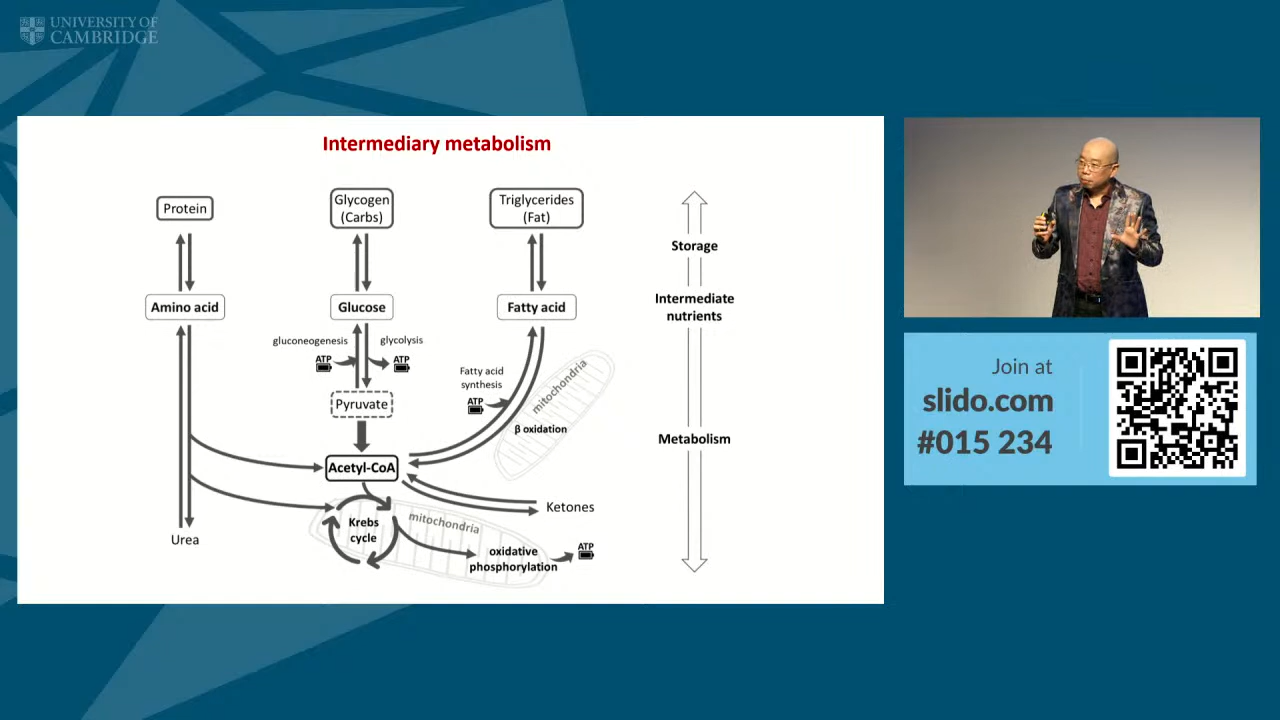 UNIVERSITY OF
CAMBRIDGE
Intermediary metabolism
Protein
Glycogen
(Carbs)
Triglycerides
(Fat)
Storage
Amino acid
Glucose
Fatty acid
Intermediate
nutrients
gluconeogenesis
glycolysis
ATP
ATP
Fatty acid
synthesis
ATP
mitochondria
Pyruvate
β oxidation
Metabolism
Acetyl-CoA
Ketones
Krebs
cycle
mitochondria
Urea
oxidative
phosphorylation
ATP
Join at
slido.com
#015 234